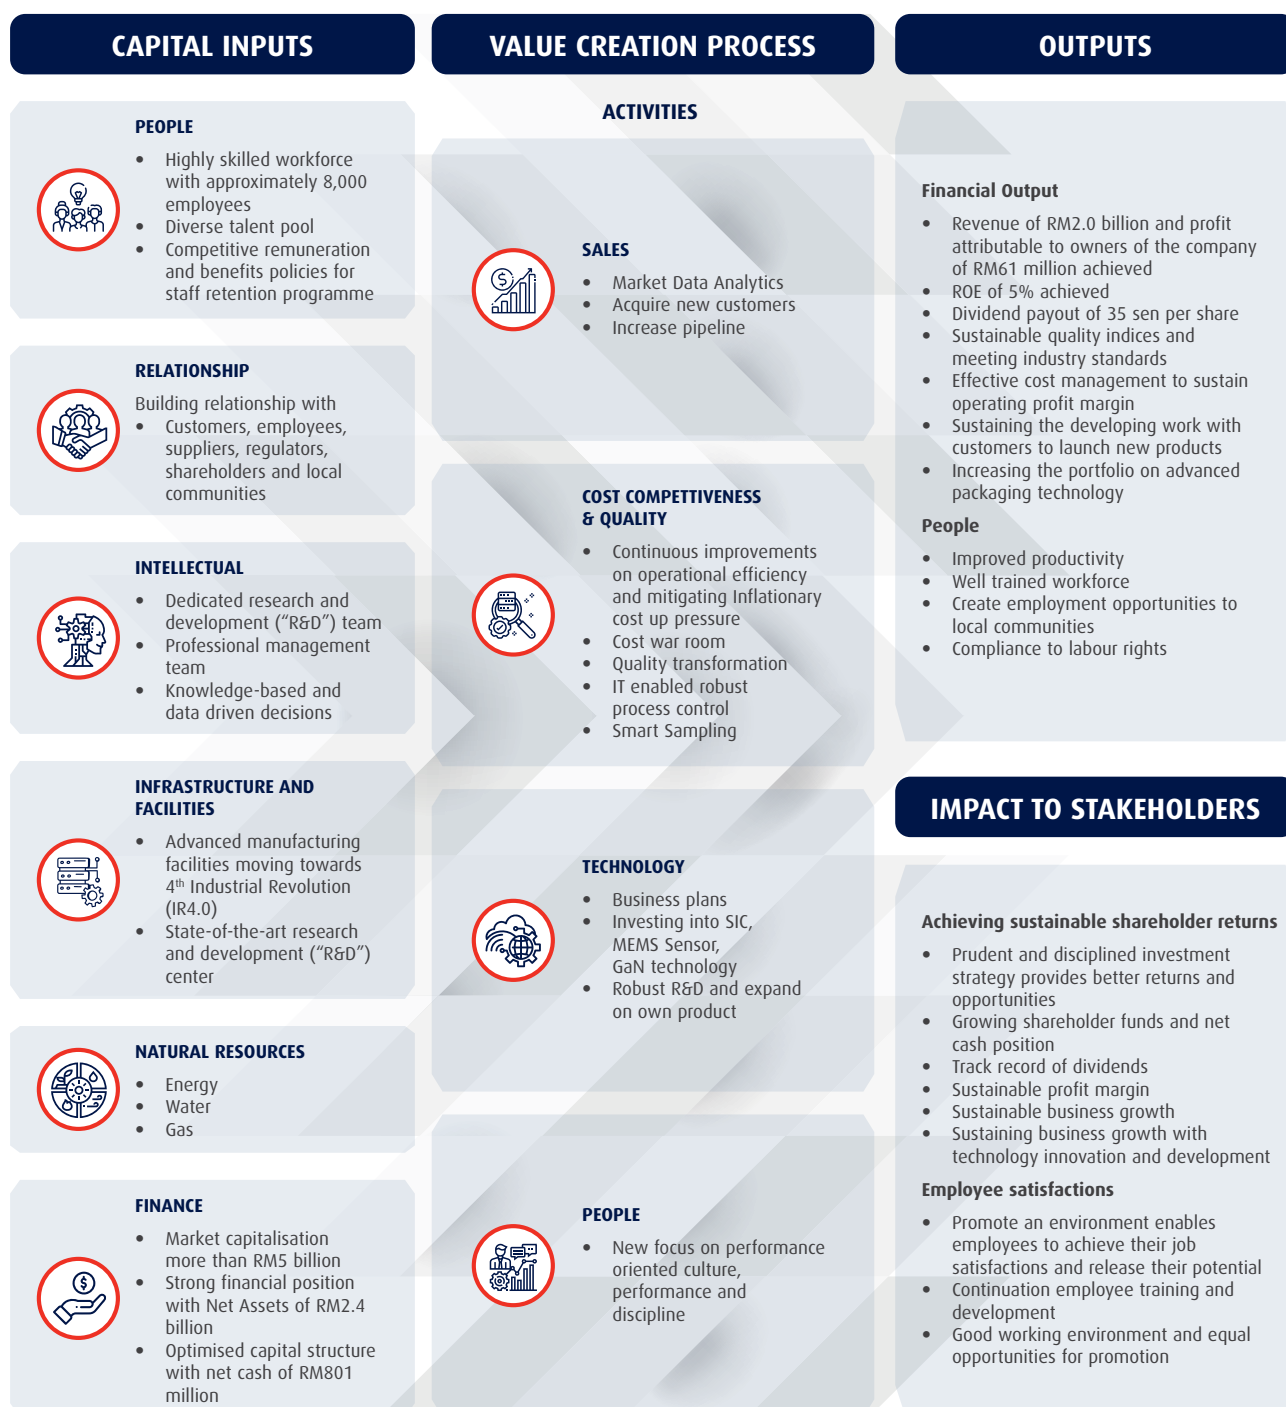 CAPITAL INPUTS
PEOPLE
• Highly skilled workforce
with approximately 8,000
employees
• Diverse talent pool
• Competitive remuneration
and benefits policies for
staff retention programme
RELATIONSHIP
Building relationship with
• Customers, employees,
suppliers, regulators,
shareholders and local
communities
INTELLECTUAL
• Dedicated research and
development (“R&D”) team
• Professional management
team
• Knowledge-based and
data driven decisions
INFRASTRUCTURE AND
FACILITIES
• Advanced manufacturing
facilities moving towards
4th Industrial Revolution
(IR4.0)
• State-of-the-art research
and development (“R&D”)
center
NATURAL RESOURCES
• Energy
• Water
• Gas
FINANCE
• Market capitalisation
more than RM5 billion
• Strong financial position
with Net Assets of RM2.4
billion
• Optimised capital structure
with net cash of RM801
million
VALUE CREATION PROCESS
ACTIVITIES
SALES
• Market Data Analytics
• Acquire new customers
• Increase pipeline
COST COMPETTIVENESS
& QUALITY
• Continuous improvements
on operational efficiency
and mitigating Inflationary
cost up pressure
• Cost war room
• Quality transformation
• IT enabled robust
process control
• Smart Sampling
TECHNOLOGY
• Business plans
• Investing into SIC,
MEMS Sensor,
GaN technology
• Robust R&D and expand
on own product
PEOPLE
• New focus on performance
oriented culture,
performance and
discipline
OUTPUTS
Financial Output
• Revenue of RM2.0 billion and profit
attributable to owners of the company
of RM61 million achieved
• ROE of 5% achieved
• Dividend payout of 35 sen per share
• Sustainable quality indices and
meeting industry standards
• Effective cost management to sustain
operating profit margin
• Sustaining the developing work with
customers to launch new products
• Increasing the portfolio on advanced
packaging technology
People
• Improved productivity
• Well trained workforce
• Create employment opportunities to
local communities
• Compliance to labour rights
IMPACT TO STAKEHOLDERS
Achieving sustainable shareholder returns
• Prudent and disciplined investment
strategy provides better returns and
opportunities
• Growing shareholder funds and net
cash position
• Track record of dividends
• Sustainable profit margin
• Sustainable business growth
• Sustaining business growth with
technology innovation and development
Employee satisfactions
• Promote an environment enables
employees to achieve their job
satisfactions and release their potential
• Continuation employee training and
development
• Good working environment and equal
opportunities for promotion